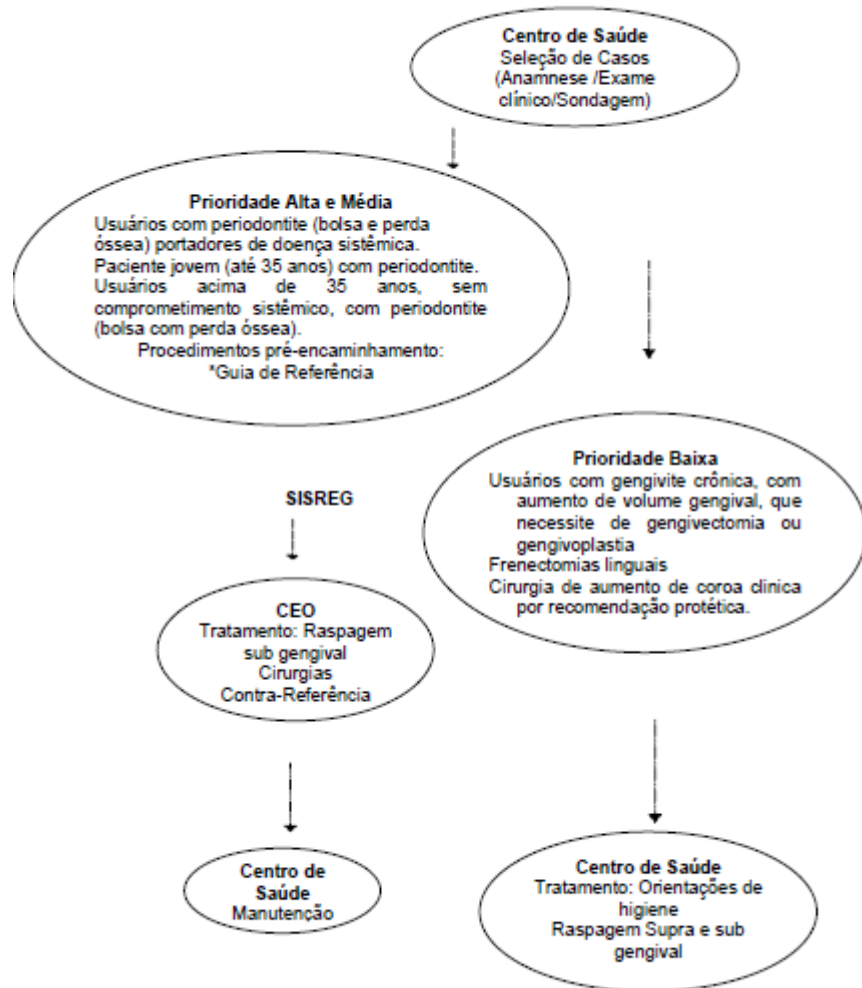 Centro de Saúde
Seleção de Casos
(Anamnese /Exame
clínico/Sondagem)
Prioridade Alta e Média
Usuários com periodontite (bolsa e perda
óssea) portadores de doença sistêmica.
Paciente jovem (até 35 anos) com periodontite.
Usuários acima de 35 anos, sem
comprometimento sistêmico, com periodontite
(bolsa com perda óssea).
Procedimentos pré-encaminhamento:
*Guia de Referência
Prioridade Baixa
Usuários com gengivite crônica, com
aumento de volume gengival, que
necessite de gengivectomia ou
gengivoplastia
Frenectomias linguais
Cirurgia de aumento de coroa clinica
por recomendação protética.
SISREG
CEO
Tratamento: Raspagem
sub gengival
Cirurgias
Contra-Referência
Centro de
Saúde
Manutenção
Centro de Saúde
Tratamento: Orientações de
higiene
Raspagem Supra e sub
gengival